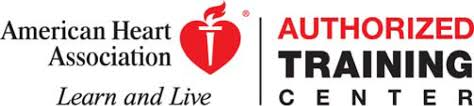 American Heart
Association®
Learn and Live
AUTHORIZED
TRAINING
CENTER